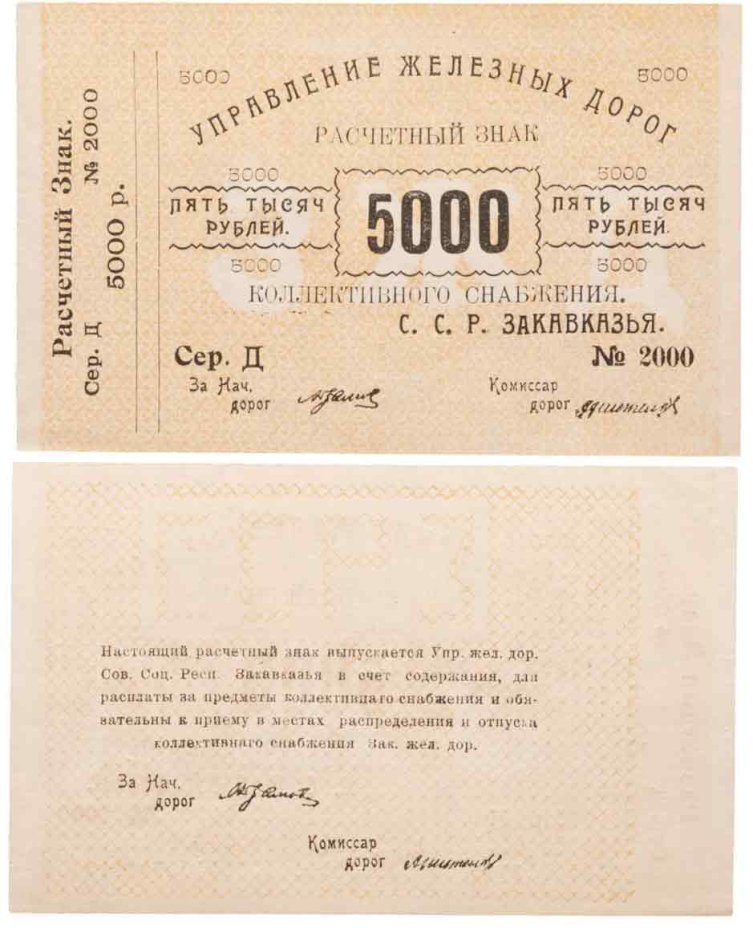 Расчетный Знак.
Сер. Д № 2000
5000 р.
5000 5000
УПРАВЛЕНИЕ ЖЕЛЕЗНЫХ ДОРОГ
РАСЧЕТНЫЙ ЗНАК
5000 5000
ПЯТЬ ТЫСЯЧ 5000 ПЯТЬ ТЫСЯЧ
РУБЛЕЙ. РУБЛЕЙ.
5000 5000
КОЛЛЕКТИВНОГО СНАБЖЕНИЯ.
С. С. Р. ЗАКАВКАЗЬЯ.
Сер. Д № 2000
За Нач. Комиссар
дорог дорог
Настоящий расчетный знак выпускается Упр. жел. дор.
Сов. Соц. Респ. Закавказья в счет содержания, для
расплаты за предметы коллективнаго снабжения и обя-
зательны к приему в местах распределения и отпуска
коллективнаго снабжения Зак. жел. дор.
За Нач.
дорог
Комиссар
дорог